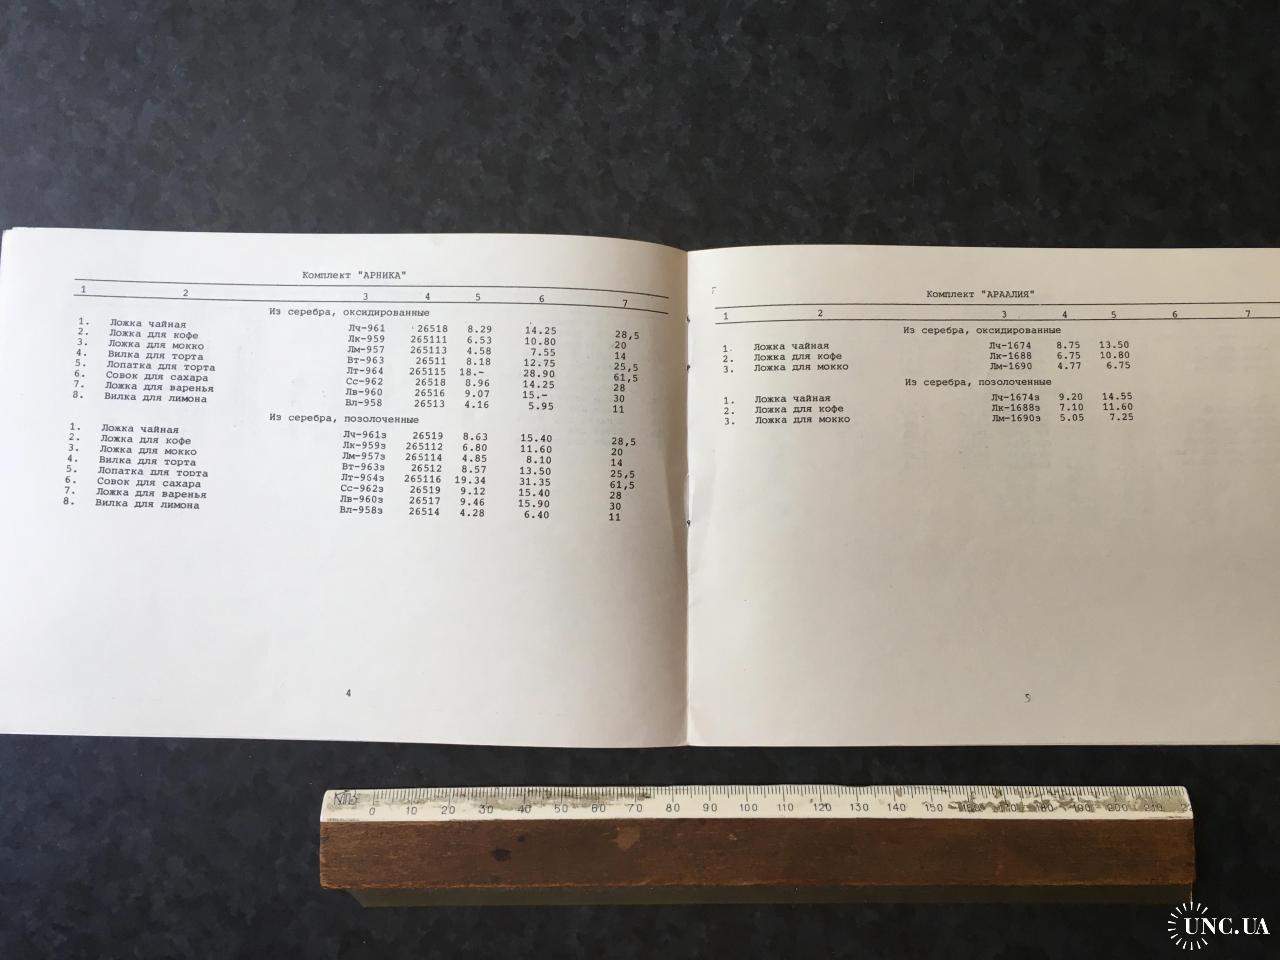 Комплект "АРНИКА"
1 2 3 4 5 6 7
Из серебра, оксидированные
1. Ложка чайная Лч-961 26518 8.29 14.25 28,5
2. Ложка для кофе Лк-959 265111 6.53 10.80 20
3. Ложка для мокко Лм-957 265113 4.58 7.55 14
4. Вилка для торта Вт-963 26511 8.18 12.75 25,5
5. Лопатка для торта Лт-964 265115 18.- 28.90 61,5
6. Совок для сахара Сс-962 26518 8.96 14.25 28
7. Ложка для варенья Лв-960 26516 9.07 15.- 30
8. Вилка для лимона Вл-958 26513 4.16 5.95 11
Из серебра, позолоченные
1. Ложка чайная Лч-961з 26519 8.63 15.40 28,5
2. Ложка для кофе Лк-959з 265112 6.80 11.60 20
3. Ложка для мокко Лм-957з 265114 4.85 8.10 14
4. Вилка для торта Вт-963з 26512 8.57 13.50 25,5
5. Лопатка для торта Лт-964з 265116 19.34 31.35 61,5
6. Совок для сахара Сс-962з 26519 9.12 15.40 28
7. Ложка для варенья Лв-960з 26517 9.46 15.90 30
8. Вилка для лимона Вл-958з 26514 4.28 6.40 11
4
Комплект "АРААЛИЯ"
1 2 3 4 5 6 7
Из серебра, оксидированные
1. Ложка чайная Лч-1674 8.75 13.50
2. Ложка для кофе Лк-1688 6.75 10.80
3. Ложка для мокко Лм-1690 4.77 6.75
Из серебра, позолоченные
1. Ложка чайная Лч-1674з 9.20 14.55
2. Ложка для кофе Лк-1688з 7.10 11.60
3. Ложка для мокко Лм-1690з 5.05 7.25
5
0 10 20 30 40 50 60 70 80 90 100 110 120 130 140 150 160 170 180 190 200 210
UNC.UA